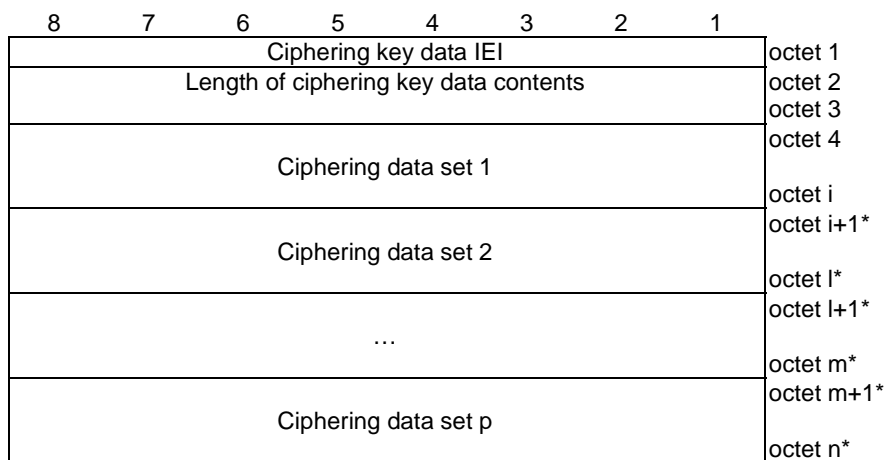 8 7 6 5 4 3 2 1
Ciphering key data IEI octet 1
Length of ciphering key data contents octet 2
octet 3
octet 4
Ciphering data set 1
octet i
octet i+1*
Ciphering data set 2
octet l*
octet l+1*
…
octet m*
octet m+1*
Ciphering data set p
octet n*